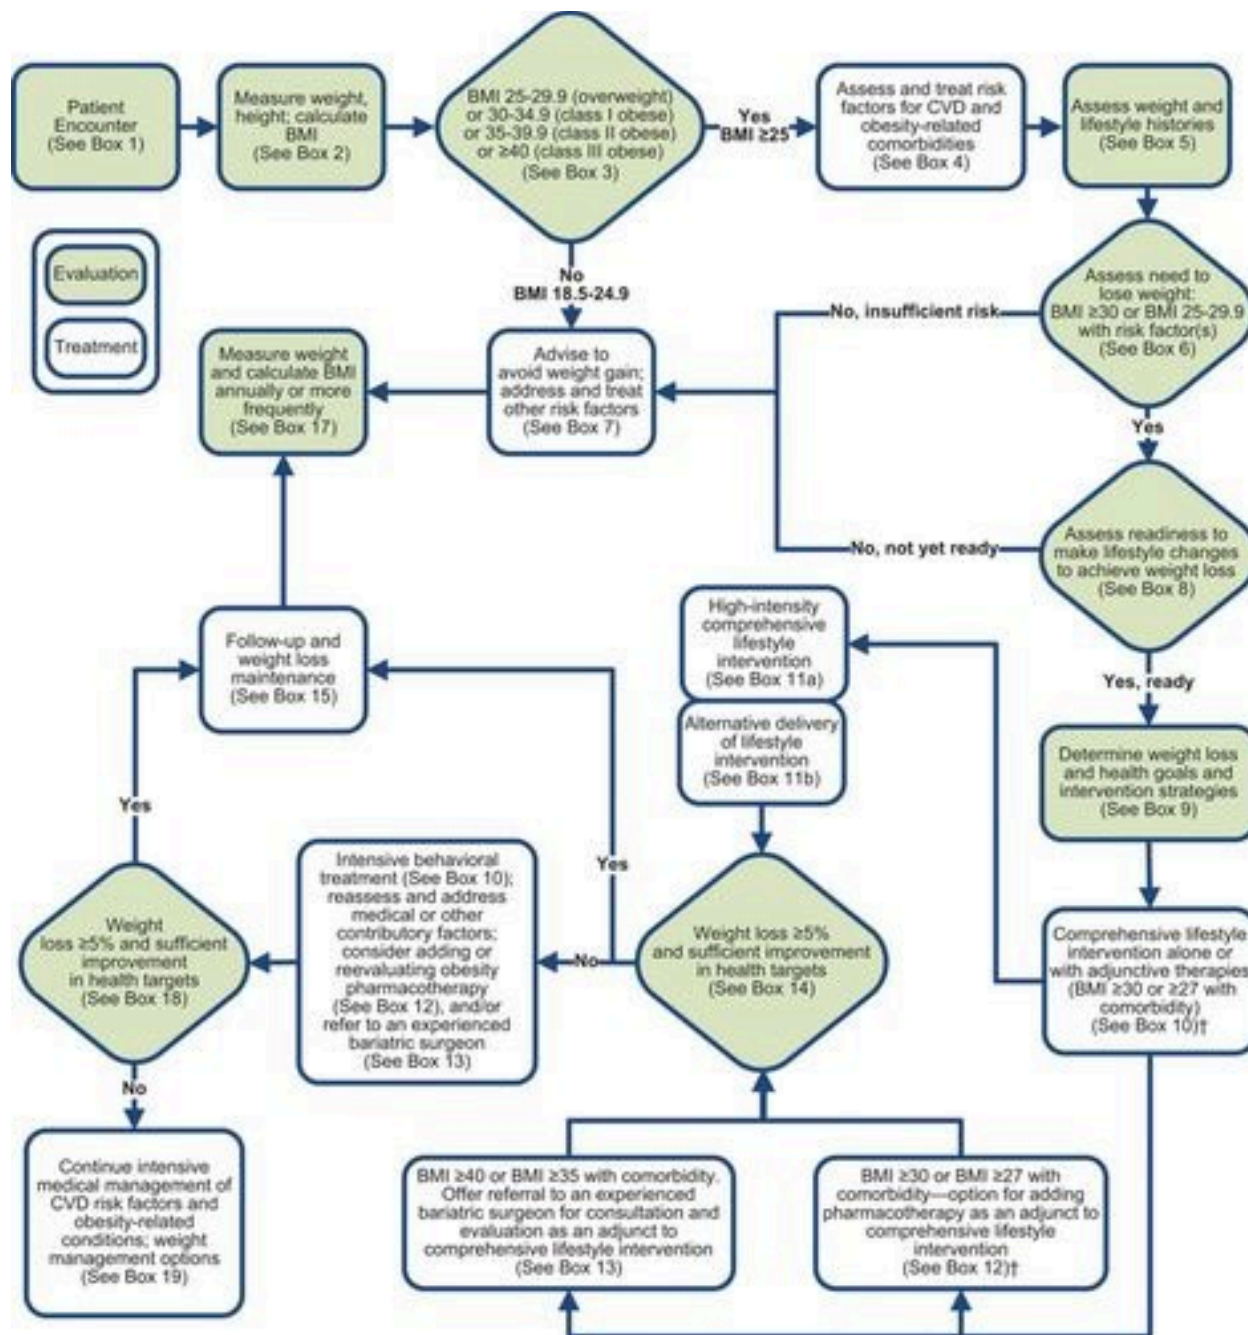 Patient
Encounter
(See Box 1)
Measure weight,
height; calculate
BMI
(See Box 2)
BMI 25-29.9 (overweight)
or 30-34.9 (class I obese)
or 35-39.9 (class II obese)
or ≥40 (class III obese)
(See Box 3)
Yes
BMI ≥25
Assess and treat risk
factors for CVD and
obesity-related
comorbidities
(See Box 4)
Assess weight and
lifestyle histories
(See Box 5)
Evaluation
Treatment
No
BMI 18.5-24.9
Assess need to
lose weight:
BMI ≥30 or BMI 25-29.9
with risk factor(s)
(See Box 6)
No, insufficient risk
Advise to
avoid weight gain;
address and treat
other risk factors
(See Box 7)
Measure weight
and calculate BMI
annually or more
frequently
(See Box 17)
Yes
Assess readiness to
make lifestyle changes
to achieve weight loss
(See Box 8)
No, not yet ready
Yes, ready
Determine weight loss
and health goals and
intervention strategies
(See Box 9)
High-intensity
comprehensive
lifestyle
intervention
(See Box 11a)
Alternative delivery
of lifestyle
intervention
(See Box 11b)
Follow-up and
weight loss
maintenance
(See Box 15)
Yes
Yes
Comprehensive lifestyle
intervention alone or
with adjunctive therapies
(BMI ≥30 or ≥27 with
comorbidity)
(See Box 10)†
Weight loss ≥5%
and sufficient improvement
in health targets
(See Box 14)
No
Intensive behavioral
treatment (See Box 10);
reassess and address
medical or other
contributory factors;
consider adding or
reevaluating obesity
pharmacotherapy
(See Box 12), and/or
refer to an experienced
bariatric surgeon
(See Box 13)
Weight
loss ≥5% and sufficient
improvement
in health targets
(See Box 18)
No
Continue intensive
medical management of
CVD risk factors and
obesity-related
conditions; weight
management options
(See Box 19)
BMI ≥40 or BMI ≥35 with comorbidity.
Offer referral to an experienced
bariatric surgeon for consultation and
evaluation as an adjunct to
comprehensive lifestyle intervention
(See Box 13)
BMI ≥30 or BMI ≥27 with
comorbidity—option for adding
pharmacotherapy as an adjunct to
comprehensive lifestyle
intervention
(See Box 12)†